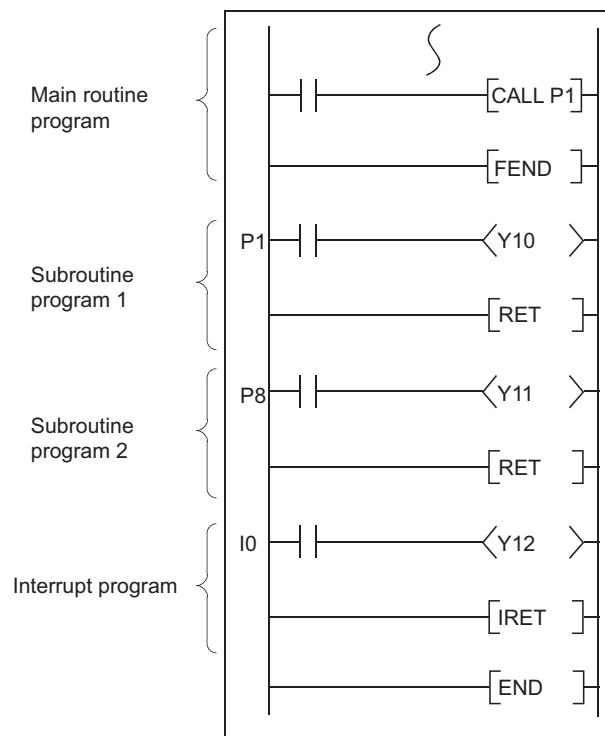 Main routine
program
CALL P1
FEND
P1
Y10
Subroutine
program 1
RET
P8
Y11
Subroutine
program 2
RET
I0
Y12
Interrupt program
IRET
END